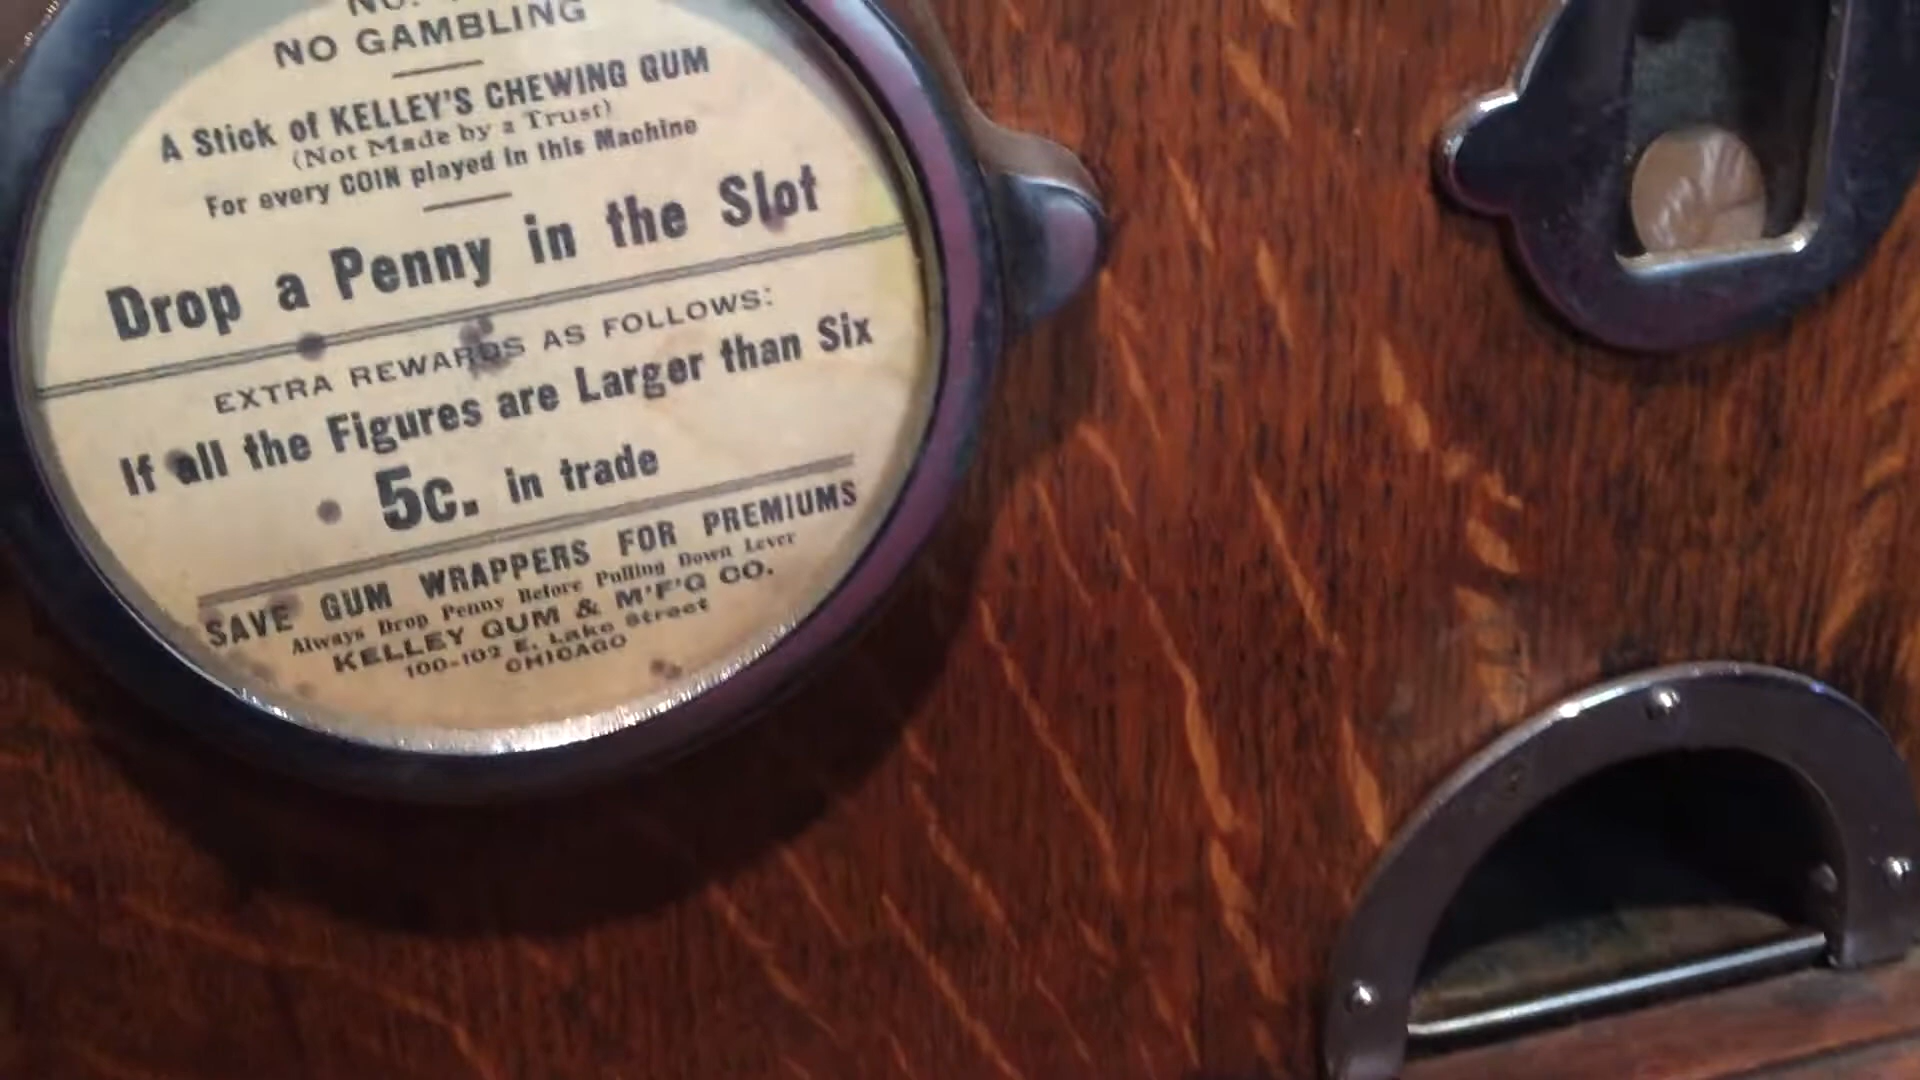 NO GAMBLING
A Stick of KELLEY'S CHEWING GUM
(Not Made by a Trust)
For every COIN played in this Machine
Drop a Penny in the Slot
EXTRA REWARDS AS FOLLOWS:
If all the Figures are Larger than Six
5c. in trade
SAVE GUM WRAPPERS FOR PREMIUMS
Always Drop Penny Before Pulling Down Lever
KELLEY GUM & M'F'G CO.
100-102 E. Lake Street
CHICAGO